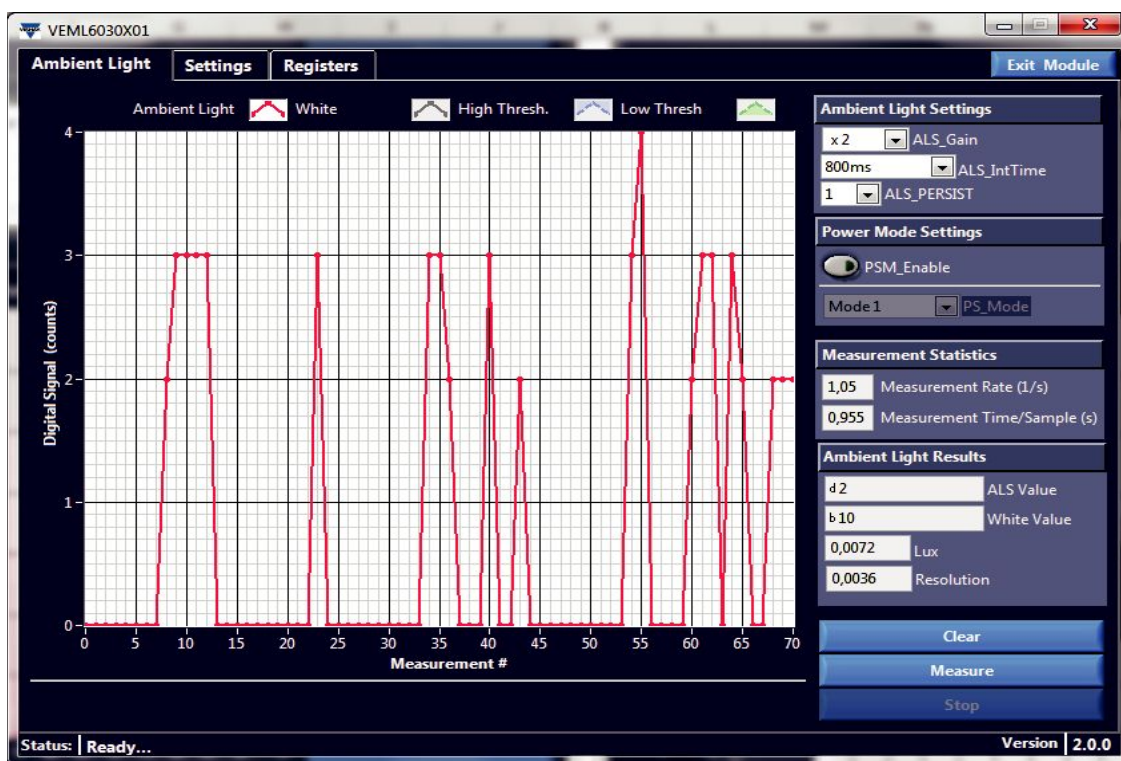 VEML6030X01
Ambient Light Settings Registers Exit Module
Ambient Light White High Thresh. Low Thresh
4
3
2
1
0
Digital Signal (counts)
0 5 10 15 20 25 30 35 40 45 50 55 60 65 70
Measurement #
Ambient Light Settings
x 2 ALS_Gain
800ms ALS_IntTime
1 ALS_PERSIST
Power Mode Settings
PSM_Enable
Mode 1 PS_Mode
Measurement Statistics
1,05 Measurement Rate (1/s)
0,955 Measurement Time/Sample (s)
Ambient Light Results
d 2 ALS Value
b 10 White Value
0,0072 Lux
0,0036 Resolution
Clear
Measure
Stop
Status: Ready... Version 2.0.0